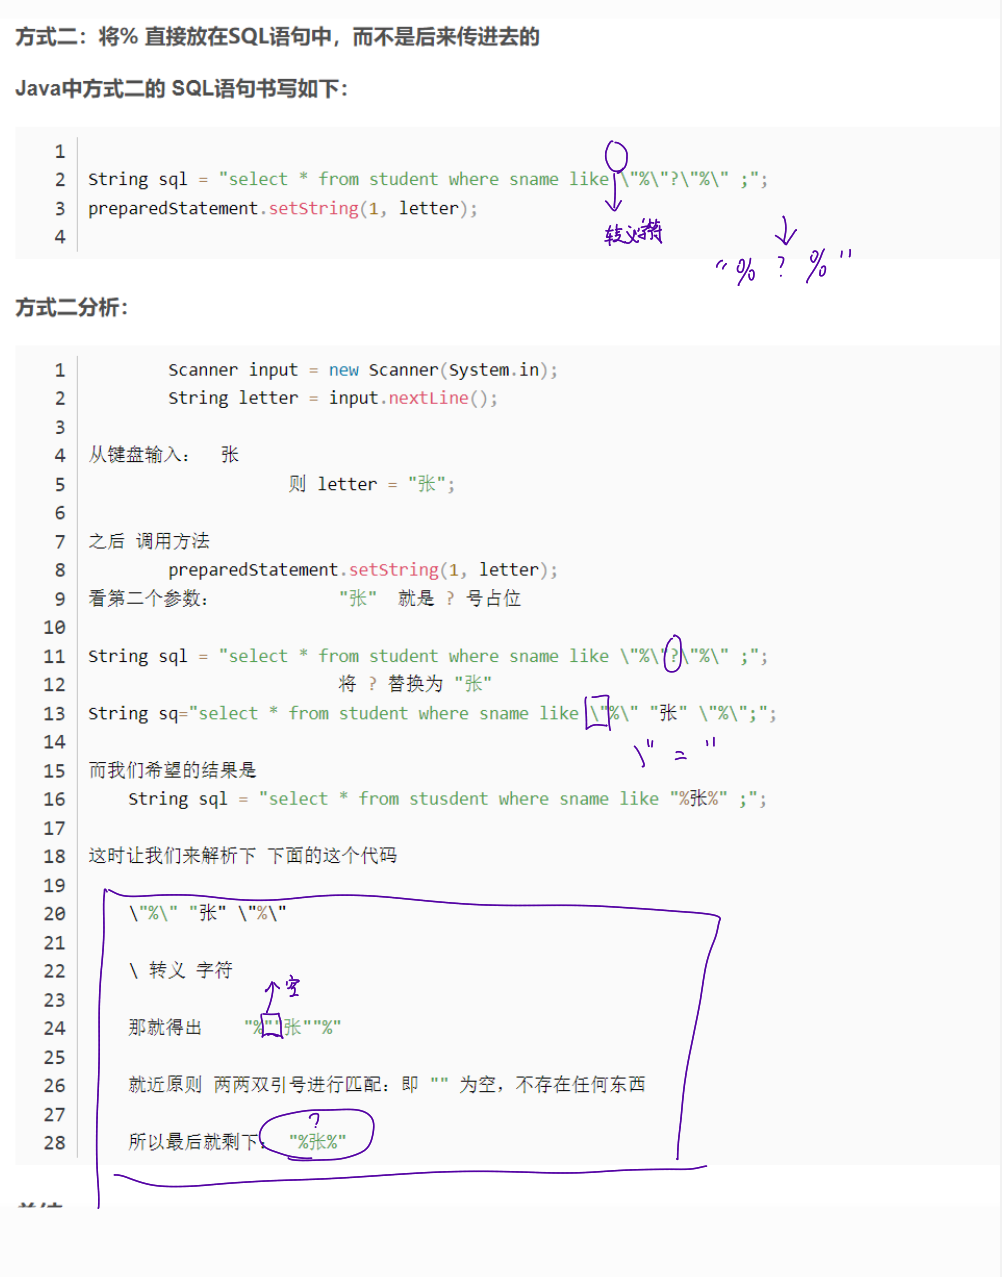 方式二：将% 直接放在SQL语句中，而不是后来传进去的
Java中方式二的 SQL语句书写如下：
1
2 String sql = "select * from student where sname like \"%\"?\"%\" ;";
3 preparedStatement.setString(1, letter);
4
转义字符
"% ? %"
方式二分析：
1 Scanner input = new Scanner(System.in);
2 String letter = input.nextLine();
3
4 从键盘输入： 张
5 则 letter = "张";
6
7 之后 调用方法
8 preparedStatement.setString(1, letter);
9 看第二个参数： "张" 就是 ? 号占位
10
11 String sql = "select * from student where sname like \"%\"?\"%\" ;";
12 将 ? 替换为 "张"
13 String sq="select * from student where sname like \"%\" "张" \"%\";";
14 \" = "
15 而我们希望的结果是
16 String sql = "select * from stusdent where sname like "%张%" ;";
17
18 这时让我们来解析下 下面的这个代码
19
20 \"%\" "张" \"%\"
21
22 \ 转义 字符
23 空
24 那就得出 "%""张""%"
25
26 就近原则 两两双引号进行匹配：即 "" 为空，不存在任何东西
27 ?
28 所以最后就剩下： "%张%"